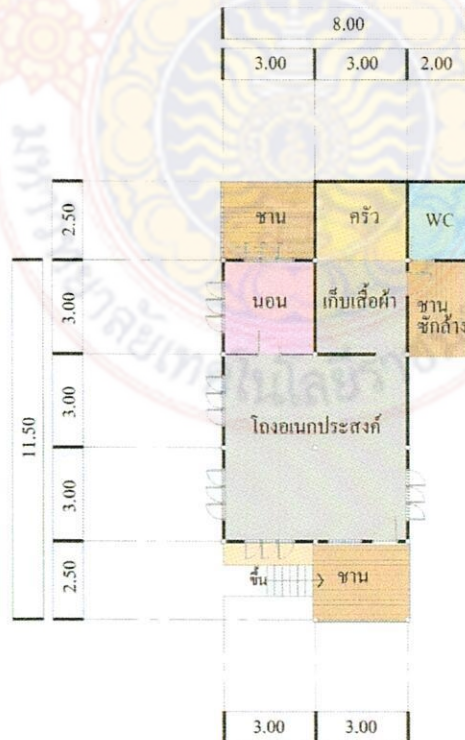 8.00
3.00 3.00 2.00
2.50
ชาน ครัว WC
3.00
นอน เก็บเสื้อผ้า ชาน
ซักล้าง
3.00
โถงอเนกประสงค์
11.50
3.00
2.50
ขึ้น ชาน
3.00 3.00